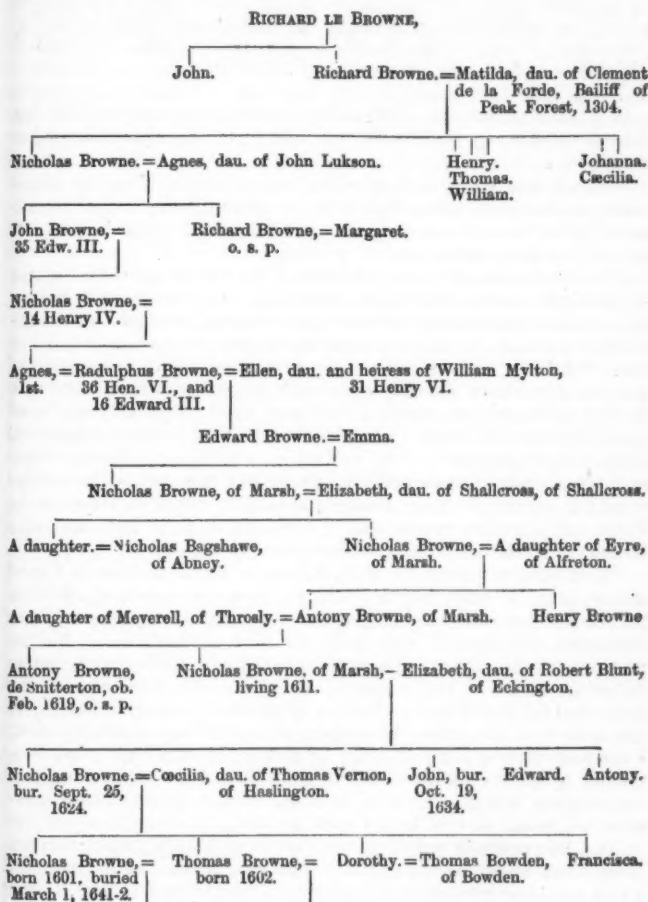 RICHARD LE BROWNE,
John. Richard Browne.=Matilda, dau. of Clement
de la Forde, Bailiff of
Peak Forest, 1304.
Nicholas Browne.=Agnes, dau. of John Lukson. Henry. Johanna.
Thomas. Cæcilia.
William.
John Browne,= Richard Browne,=Margaret.
35 Edw. III. o. s. p.
Nicholas Browne,=
14 Henry IV.
Agnes,=Radulphus Browne,=Ellen, dau. and heiress of William Mylton,
1st. 36 Hen. VI., and 31 Henry VI.
16 Edward III.
Edward Browne.=Emma.
Nicholas Browne, of Marsh,=Elizabeth, dau. of Shallcross, of Shallcross.
A daughter.=Nicholas Bagshawe, Nicholas Browne,=A daughter of Eyre,
of Abney. of Marsh. of Alfreton.
A daughter of Meverell, of Throsly.=Antony Browne, of Marsh. Henry Browne
Antony Browne, Nicholas Browne, of Marsh,– Elizabeth, dau. of Robert Blunt,
de Snitterton, ob. living 1611. of Eckington.
Feb. 1619, o. s. p.
Nicholas Browne.=Cœcilia, dau. of Thomas Vernon, John, bur. Edward. Antony.
bur. Sept. 25, of Haslington. Oct. 19,
1624. 1634.
Nicholas Browne,= Thomas Browne,= Dorothy.=Thomas Bowden, Francisca.
born 1601, buried born 1602. of Bowden.
March 1, 1641-2.